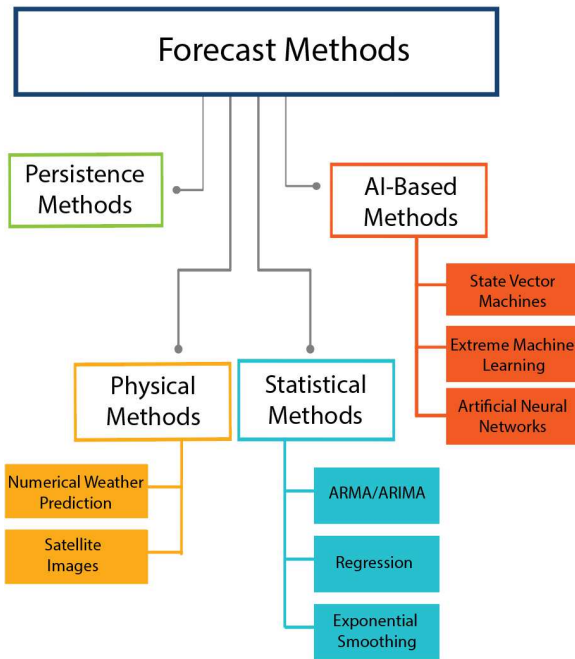 Forecast Methods
Persistence
Methods
AI-Based
Methods
State Vector
Machines
Extreme Machine
Learning
Artificial Neural
Networks
Physical
Methods
Statistical
Methods
Numerical Weather
Prediction
Satellite
Images
ARMA/ARIMA
Regression
Exponential
Smoothing